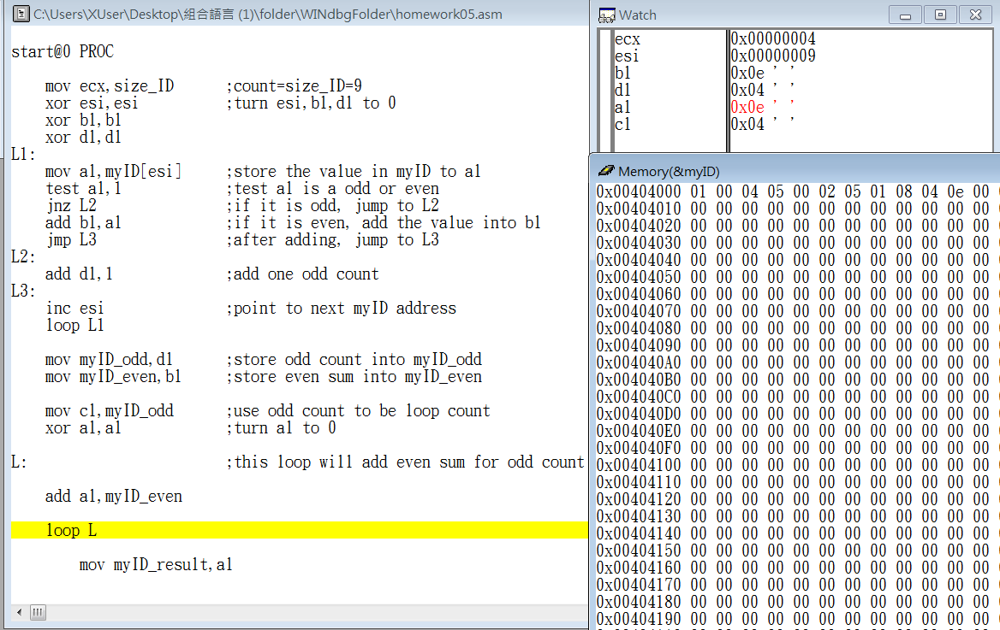 C:\Users\XUser\Desktop\組合語言 (1)\folder\WINdbgFolder\homework05.asm
start@0 PROC
mov ecx,size_ID ;count=size_ID=9
xor esi,esi ;turn esi,bl,dl to 0
xor bl,bl
xor dl,dl
L1:
mov al,myID[esi] ;store the value in myID to al
test al,1 ;test al is a odd or even
jnz L2 ;if it is odd, jump to L2
add bl,al ;if it is even, add the value into bl
jmp L3 ;after adding, jump to L3
L2:
add dl,1 ;add one odd count
L3:
inc esi ;point to next myID address
loop L1
mov myID_odd,dl ;store odd count into myID_odd
mov myID_even,bl ;store even sum into myID_even
mov cl,myID_odd ;use odd count to be loop count
xor al,al ;turn al to 0
L: ;this loop will add even sum for odd count
add al,myID_even
loop L
mov myID_result,al
Watch
ecx 0x00000004
esi 0x00000009
bl 0x0e ' '
dl 0x04 ' '
al 0x0e ' '
cl 0x04 ' '
Memory(&myID)
0x00404000 01 00 04 05 00 02 05 01 08 04 0e 00
0x00404010 00 00 00 00 00 00 00 00 00 00 00 00
0x00404020 00 00 00 00 00 00 00 00 00 00 00 00
0x00404030 00 00 00 00 00 00 00 00 00 00 00 00
0x00404040 00 00 00 00 00 00 00 00 00 00 00 00
0x00404050 00 00 00 00 00 00 00 00 00 00 00 00
0x00404060 00 00 00 00 00 00 00 00 00 00 00 00
0x00404070 00 00 00 00 00 00 00 00 00 00 00 00
0x00404080 00 00 00 00 00 00 00 00 00 00 00 00
0x00404090 00 00 00 00 00 00 00 00 00 00 00 00
0x004040A0 00 00 00 00 00 00 00 00 00 00 00 00
0x004040B0 00 00 00 00 00 00 00 00 00 00 00 00
0x004040C0 00 00 00 00 00 00 00 00 00 00 00 00
0x004040D0 00 00 00 00 00 00 00 00 00 00 00 00
0x004040E0 00 00 00 00 00 00 00 00 00 00 00 00
0x004040F0 00 00 00 00 00 00 00 00 00 00 00 00
0x00404100 00 00 00 00 00 00 00 00 00 00 00 00
0x00404110 00 00 00 00 00 00 00 00 00 00 00 00
0x00404120 00 00 00 00 00 00 00 00 00 00 00 00
0x00404130 00 00 00 00 00 00 00 00 00 00 00 00
0x00404140 00 00 00 00 00 00 00 00 00 00 00 00
0x00404150 00 00 00 00 00 00 00 00 00 00 00 00
0x00404160 00 00 00 00 00 00 00 00 00 00 00 00
0x00404170 00 00 00 00 00 00 00 00 00 00 00 00
0x00404180 00 00 00 00 00 00 00 00 00 00 00 00
0x00404190 00 00 00 00 00 00 00 00 00 00 00 00